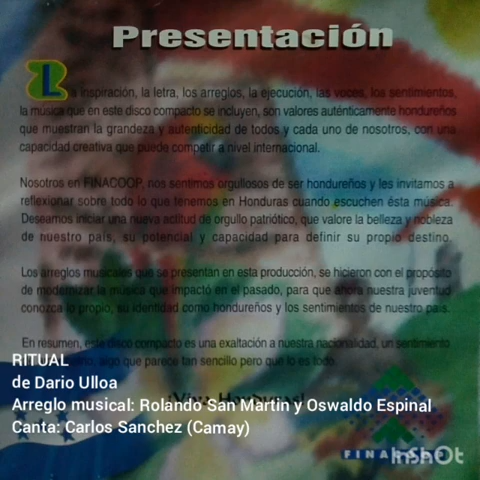 Presentación
La inspiración, la letra, los arreglos, la ejecución, las voces, los sentimientos,
la música que en este disco compacto se incluyen, son valores auténticamente hondureños
que muestran la grandeza y autenticidad de todos y cada uno de nosotros, con una
capacidad creativa que puede competir a nivel internacional.
Nosotros en FINACOOP, nos sentimos orgullosos de ser hondureños y les invitamos a
reflexionar sobre todo lo que tenemos en Honduras cuando escuchen ésta música.
Deseamos iniciar una nueva actitud de orgullo patriótico, que valore la belleza y nobleza
de nuestro país, su potencial y capacidad para definir su propio destino.
Los arreglos musicales que se presentan en esta producción, se hicieron con el propósito
de modernizar la música que impactó en el pasado, para que ahora nuestra juventud
conozca lo propio, su identidad como hondureños y los sentimientos de nuestro país.
En resumen, este disco compacto es una exaltación a nuestra nacionalidad, un sentimiento
algo que parece tan sencillo pero que lo es todo.
RITUAL
de Dario Ulloa
¡Viva Honduras!
Arreglo musical: Rolando San Martin y Oswaldo Espinal
Canta: Carlos Sanchez (Camay)
FINACOOP
InShOt